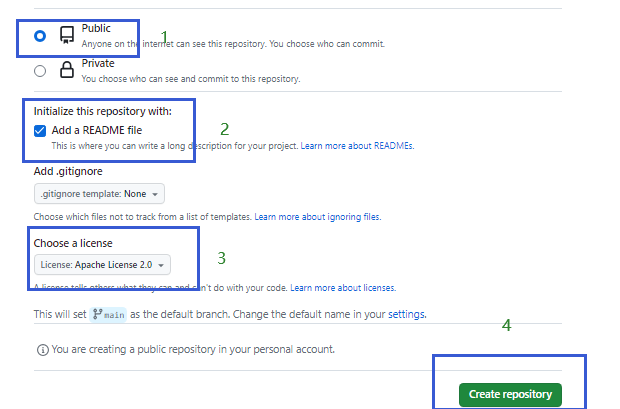 Public
1
Anyone on the internet can see this repository. You choose who can commit.
Private
You choose who can see and commit to this repository.
Initialize this repository with:
Add a README file
2
This is where you can write a long description for your project. Learn more about READMEs.
Add .gitignore
.gitignore template: None
Choose which files not to track from a list of templates. Learn more about ignoring files.
Choose a license
License: Apache License 2.0
3
A license tells others what they can and can't do with your code. Learn more about licenses.
This will set main as the default branch. Change the default name in your settings.
4
You are creating a public repository in your personal account.
Create repository